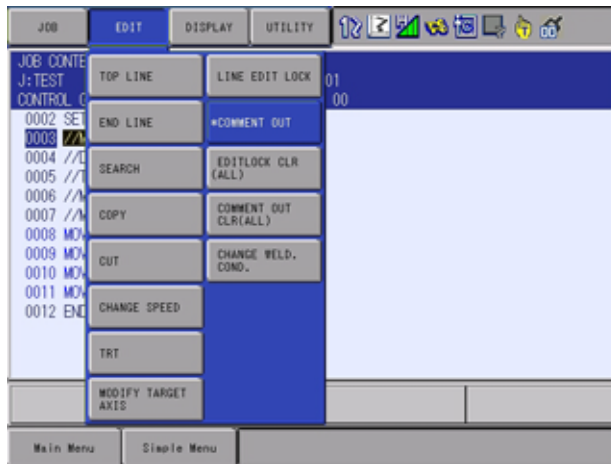 JOB EDIT DISPLAY UTILITY
JOB CONTE
J:TEST 01
CONTROL 00
TOP LINE LINE EDIT LOCK
END LINE *COMMENT OUT
SEARCH EDITLOCK CLR
(ALL)
COPY COMMENT OUT
CLR(ALL)
CUT CHANGE WELD.
COND.
CHANGE SPEED
TRT
MODIFY TARGET
AXIS
0002 SET
0003 //M
0004 //
0005 //T
0006 //M
0007 //M
0008 MOV
0009 MOV
0010 MOV
0011 MOV
0012 END
Main Menu Simple Menu